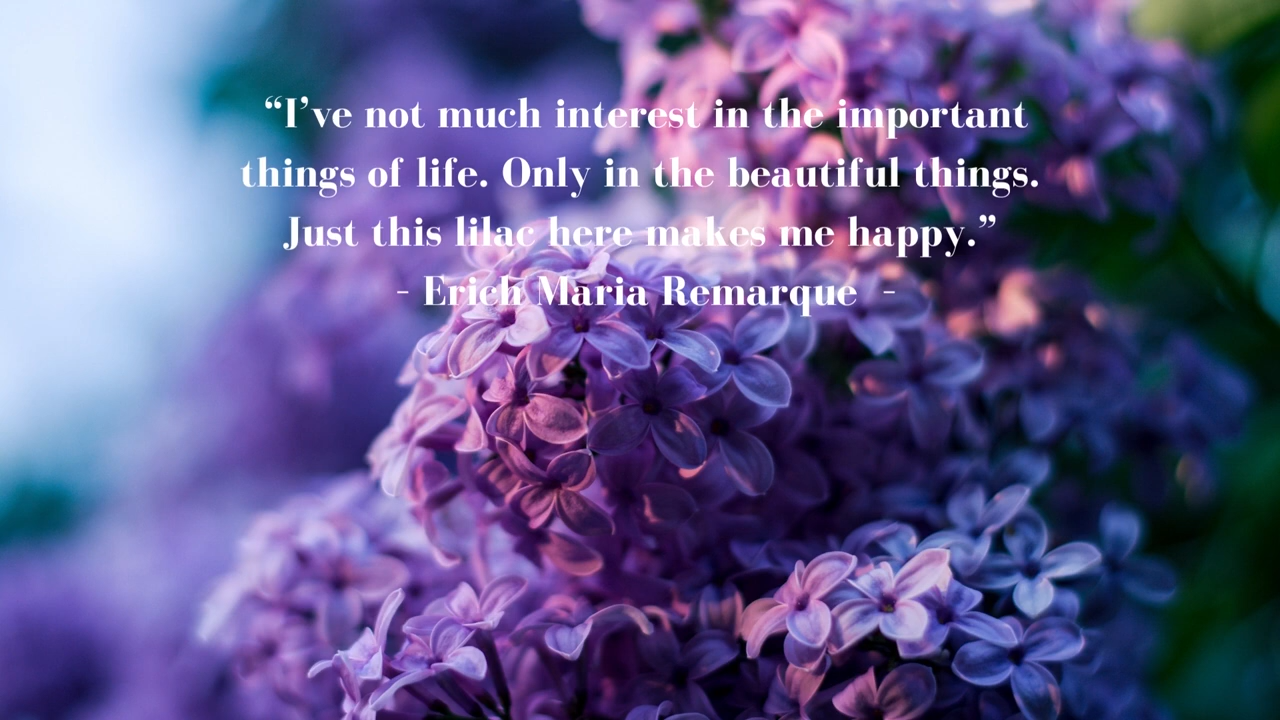 “I’ve not much interest in the important
things of life. Only in the beautiful things.
Just this lilac here makes me happy.”
- Erich Maria Remarque -